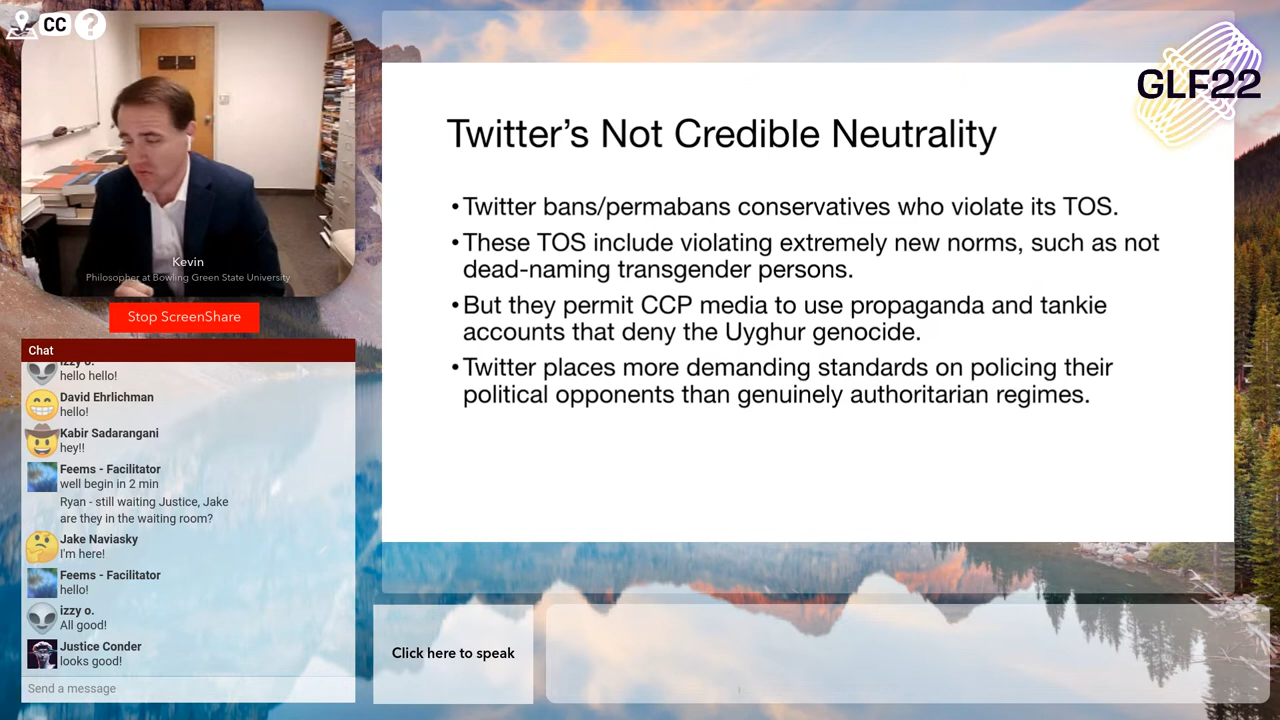 CC
?
GLF22
Twitter's Not Credible Neutrality
•Twitter bans/permabans conservatives who violate its TOS.
•These TOS include violating extremely new norms, such as not
dead-naming transgender persons.
•But they permit CCP media to use propaganda and tankie
accounts that deny the Uyghur genocide.
•Twitter places more demanding standards on policing their
political opponents than genuinely authoritarian regimes.
Kevin
Philosopher at Bowling Green State University
Stop ScreenShare
Chat
izzy o.
hello hello!
David Ehrlichman
hello!
Kabir Sadarangani
hey!!
Feems - Facilitator
well begin in 2 min
Ryan - still waiting Justice, Jake
are they in the waiting room?
Jake Naviasky
I'm here!
Feems - Facilitator
hello!
izzy o.
All good!
Justice Conder
looks good!
Send a message
Click here to speak